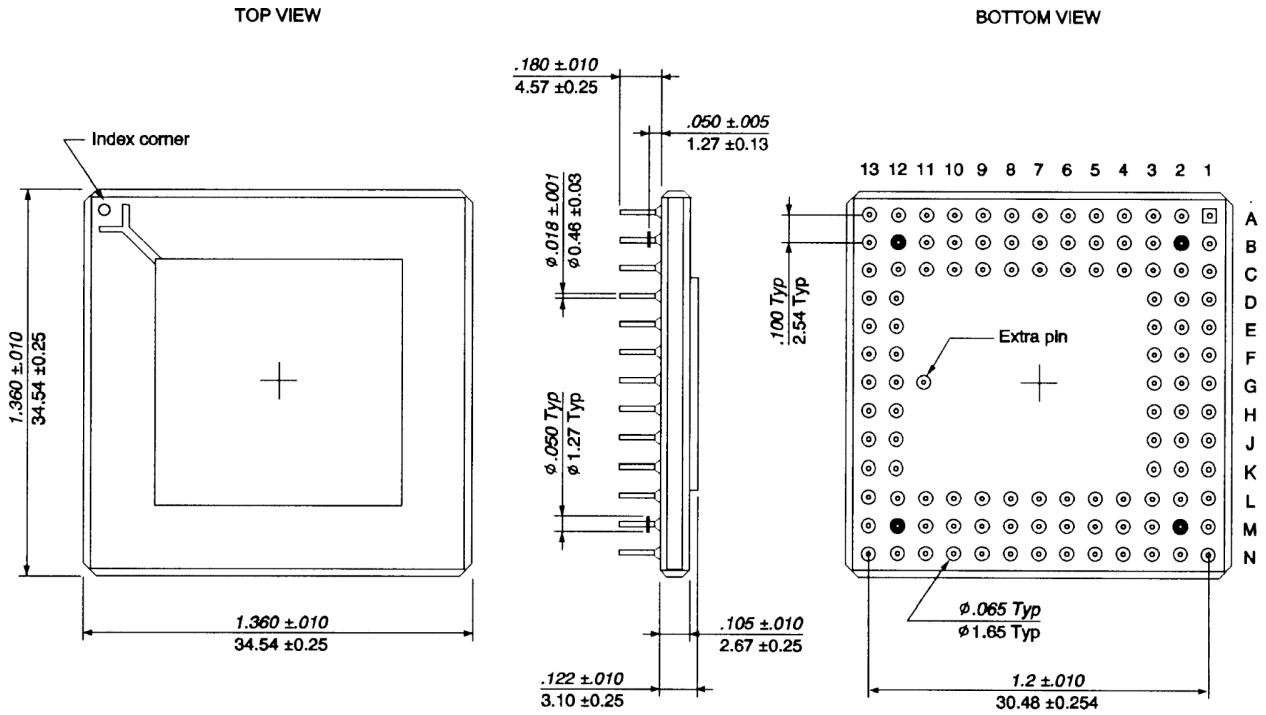 TOP VIEW
BOTTOM VIEW
.180 ±.010
4.57 ±0.25
.050 ±.005
1.27 ±0.13
Index corner
13 12 11 10 9 8 7 6 5 4 3 2 1
A
B
C
D
E
F
G
H
J
K
L
M
N
ϕ.018 ±.001
ϕ0.46 ±0.03
.100 Typ
2.54 Typ
Extra pin
1.360 ±.010
34.54 ±0.25
ϕ.050 Typ
ϕ1.27 Typ
1.360 ±.010
34.54 ±0.25
.105 ±.010
2.67 ±0.25
.122 ±.010
3.10 ±0.25
ϕ.065 Typ
ϕ1.65 Typ
1.2 ±.010
30.48 ±0.254